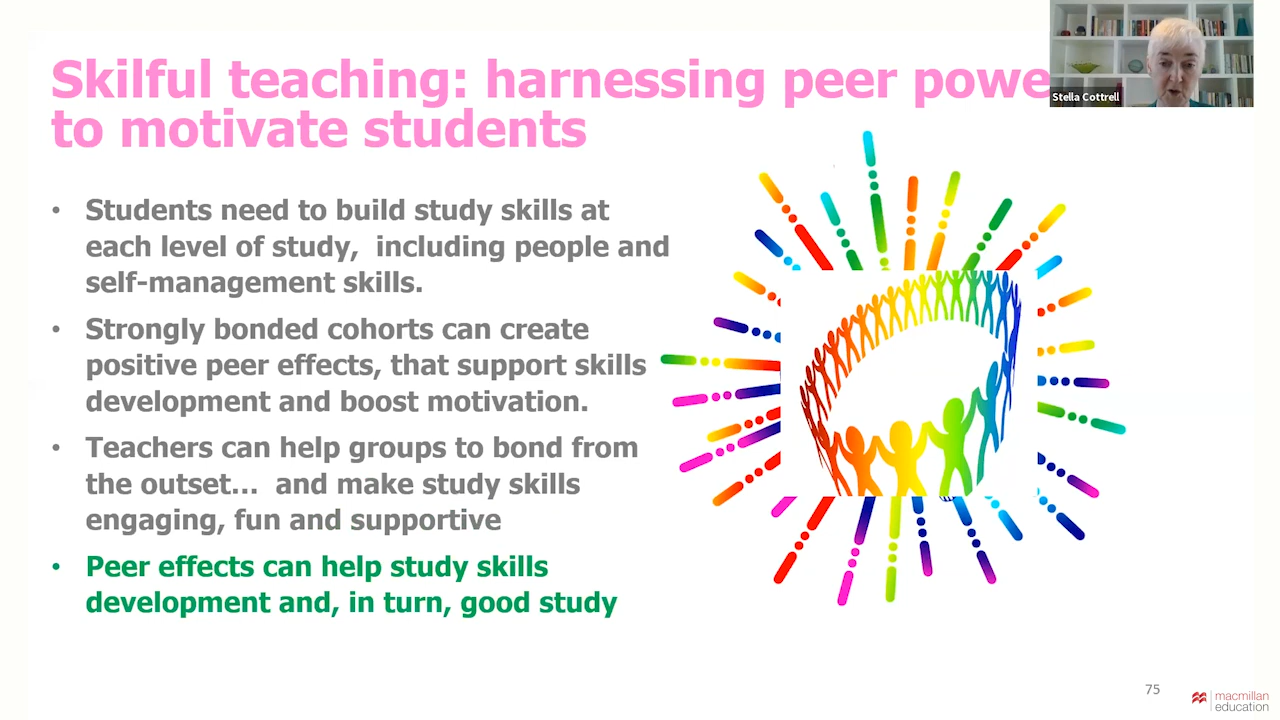 Skilful teaching: harnessing peer powe
to motivate students
Stella Cottrell
• Students need to build study skills at
each level of study, including people and
self-management skills.
• Strongly bonded cohorts can create
positive peer effects, that support skills
development and boost motivation.
• Teachers can help groups to bond from
the outset... and make study skills
engaging, fun and supportive
• Peer effects can help study skills
development and, in turn, good study
75
macmillan
education